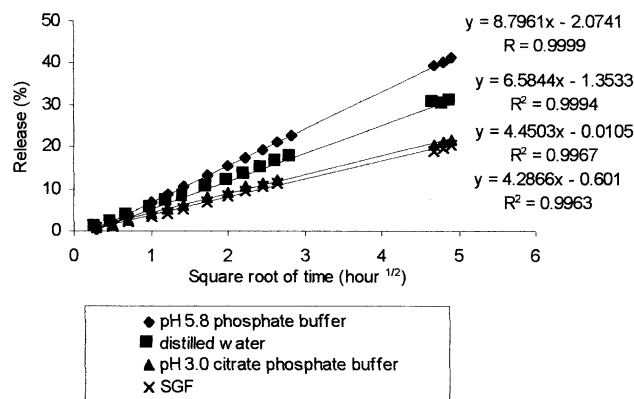 50
40
30
20
10
0
Release (%)
0 1 2 3 4 5 6
Square root of time (hour 1/2)
y = 8.7961x - 2.0741
R = 0.9999
y = 6.5844x - 1.3533
R² = 0.9994
y = 4.4503x - 0.0105
R² = 0.9967
y = 4.2866x - 0.601
R² = 0.9963
pH 5.8 phosphate buffer
distilled water
pH 3.0 citrate phosphate buffer
SGF